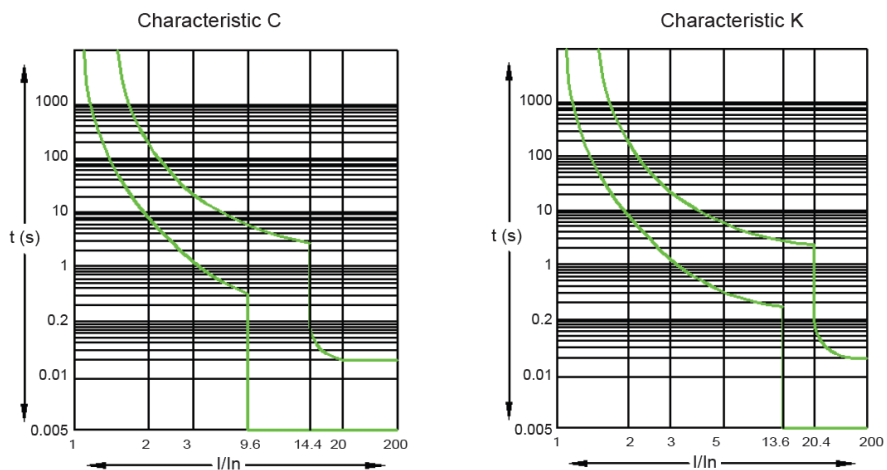 Characteristic C
1000
100
10
t (s)
1
0.2
0.01
0.005
1 2 3 9.6 14.4 20 200
I/In
Characteristic K
1000
100
10
t (s)
1
0.2
0.01
0.005
1 2 3 5 13.6 20.4 200
I/In